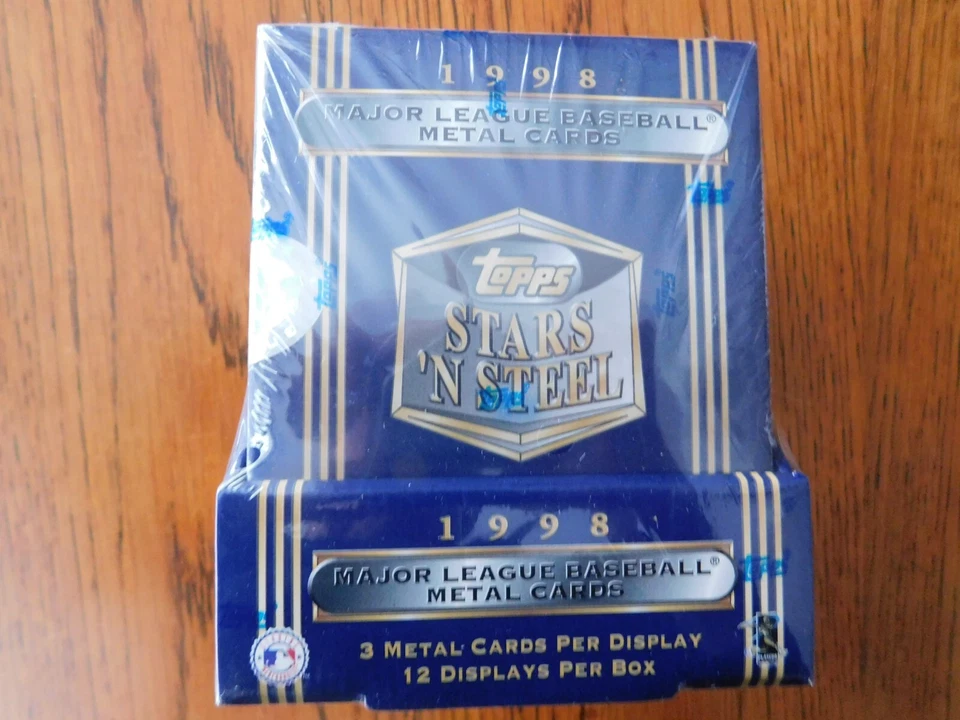 1998
MAJOR LEAGUE BASEBALL®
METAL CARDS
Topps
STARS
'N STEEL
1998
MAJOR LEAGUE BASEBALL®
METAL CARDS
3 METAL CARDS PER DISPLAY
12 DISPLAYS PER BOX